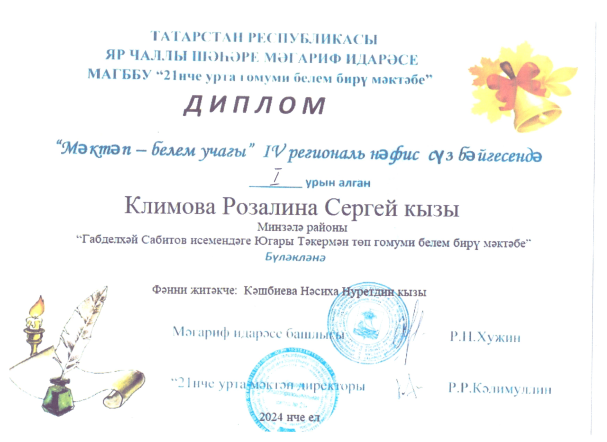 ТАТАРСТАН РЕСПУБЛИКАСЫ
ЯР ЧАЛЛЫ ШӘҺӘРЕ МӘГАРИФ ИДАРӘСЕ
МАГББУ “21нче урта гомуми белем бирү мәктәбе”
ДИПЛОМ
“Мәктәп – белем учагы” IV региональ нәфис сүз бәйгесендә
I урын алган
Климова Розалина Сергей кызы
Минзәлә районы
“Габделхәй Сабитов исемендәге Югары Тәкермән төп гомуми белем бирү мәктәбе”
Бүләкләнә
Фәнни житәкче: Кәшбиева Нәсиха Нуретдин кызы
Мәгариф идарәсе башлыгы Р.Н.Хужин
“21нче урта мәктәп директоры Р.Р.Кәлимуллин
2024 нче ел